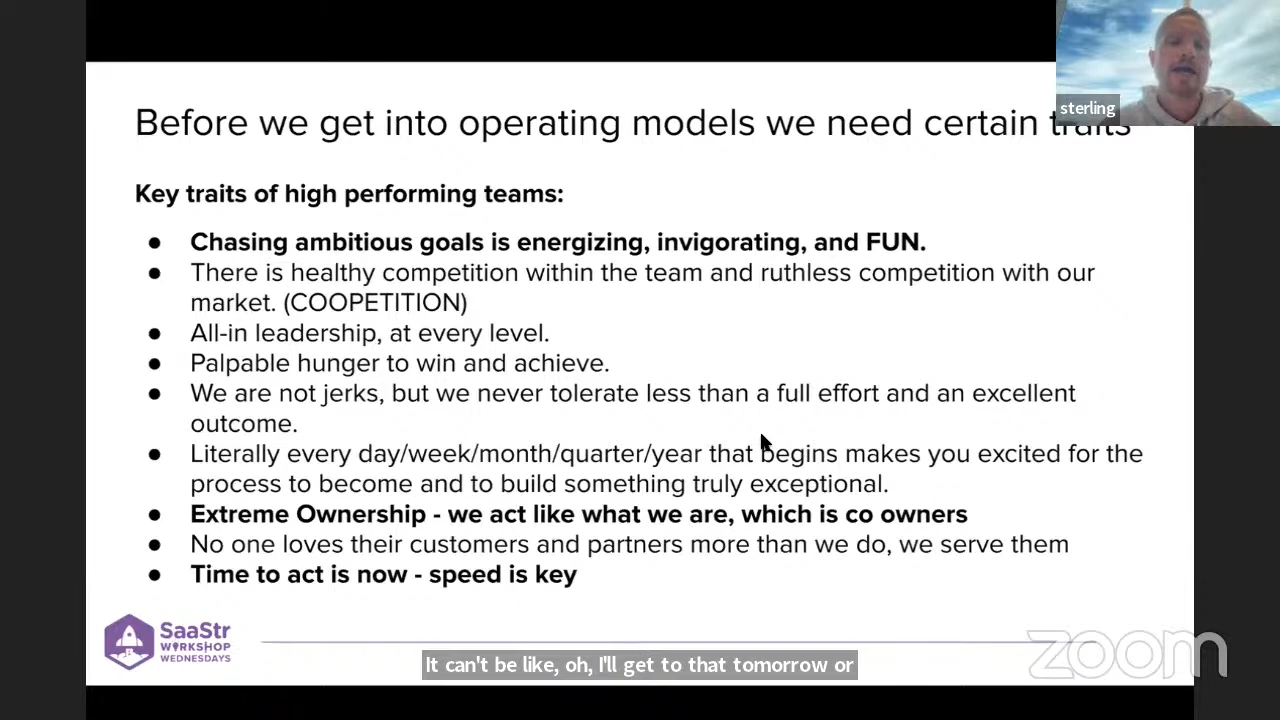 sterling
Before we get into operating models we need certain traits
Key traits of high performing teams:
● Chasing ambitious goals is energizing, invigorating, and FUN.
● There is healthy competition within the team and ruthless competition with our
market. (COOPETITION)
● All-in leadership, at every level.
● Palpable hunger to win and achieve.
● We are not jerks, but we never tolerate less than a full effort and an excellent
outcome.
● Literally every day/week/month/quarter/year that begins makes you excited for the
process to become and to build something truly exceptional.
● Extreme Ownership - we act like what we are, which is co owners
● No one loves their customers and partners more than we do, we serve them
● Time to act is now - speed is key
SaaStr
WORKSHOP
WEDNESDAYS
zoom
It can't be like, oh, I'll get to that tomorrow or